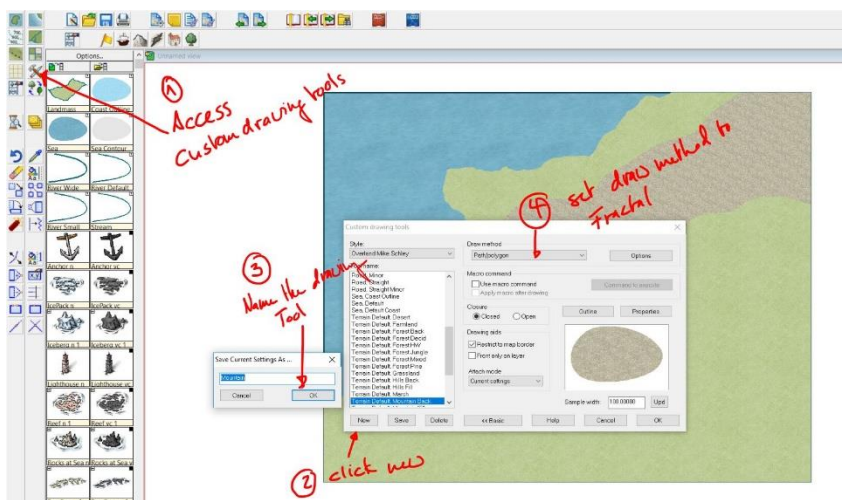 Unnamed view
Options...
Landmass
Coast Outline
Sea
Sea Contour
River Wide
River Default
River Small
Stream
Anchor n
Anchor vc
IcePack n
IcePack vc
Iceberg n 1
Iceberg vc 1
Lighthouse n
Lighthouse vc
Reef n 1
Reef vc 1
Rocks at Sea n
Rocks at Sea v
1
Access
Custom drawing tools
3
Name the drawing
Tool
4
set draw method to
Fractal
2
click new
Save Current Settings As ...
Mountain
Cancel
OK
Custom drawing tools
Style:
Overland Mike Schley
Road, Minor
Road, Straight
Road, Straight Minor
Sea, Coast Outline
Sea, Default
Sea, Default Coast
Terrain Default, Desert
Terrain Default, Farmland
Terrain Default, Forest Back
Terrain Default, Forest Decid
Terrain Default, Forest HW
Terrain Default, Forest Jungle
Terrain Default, Forest Mixed
Terrain Default, Forest Pine
Terrain Default, Grassland
Terrain Default, Hills Back
Terrain Default, Hills Fill
Terrain Default, Marsh
Terrain Default, Mountain Back
New
Save
Delete
Draw method
Path/polygon
Options
Macro command
Use macro command
Apply macro after drawing
Command to execute
Closure
Closed
Open
Outline
Properties
Drawing aids
Restrict to map border
From only on layer
Attach mode
Current settings
Sample width:
100.00000
Upd
<< Basic
Help
Cancel
OK